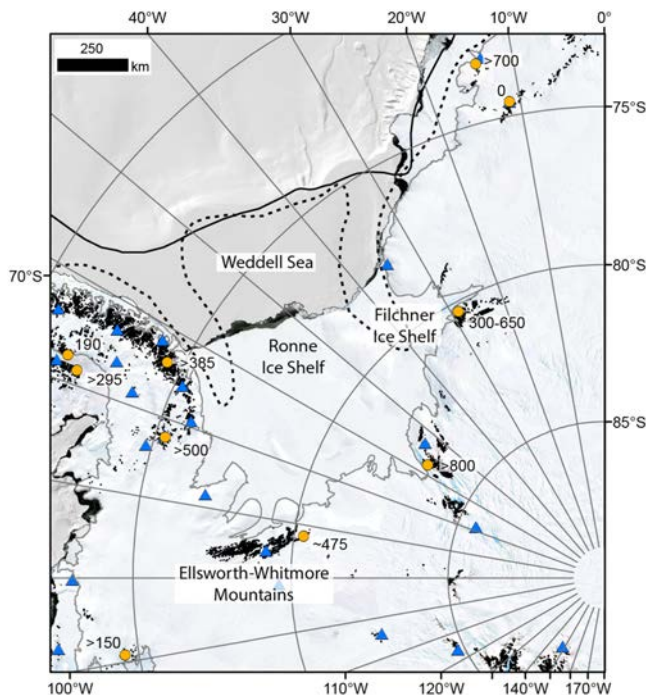 40°W
30°W
20°W
10°W
0°
250
km
>700
0
75°S
Weddell Sea
70°S
80°S
Filchner
Ice Shelf
300-650
Ronne
Ice Shelf
190
>385
>295
>500
85°S
>800
~475
Ellsworth-Whitmore
Mountains
>150
100°W
110°W
120°W
140°W
170°W